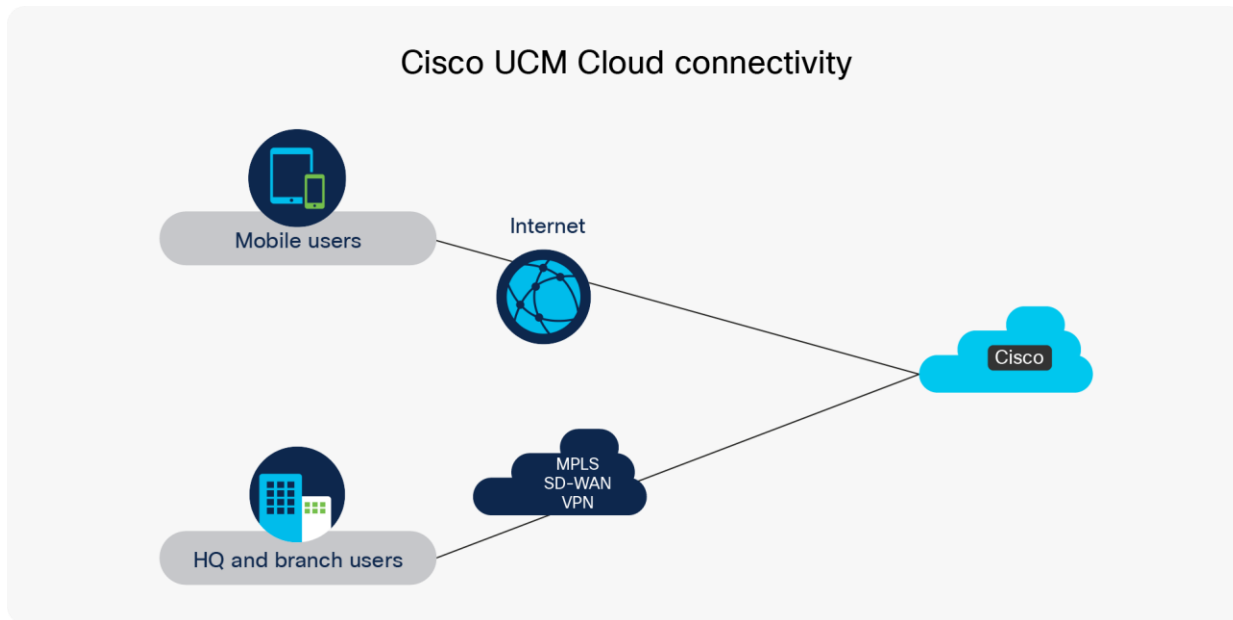 Cisco UCM Cloud connectivity
Mobile users
Internet
Cisco
MPLS
SD-WAN
VPN
HQ and branch users